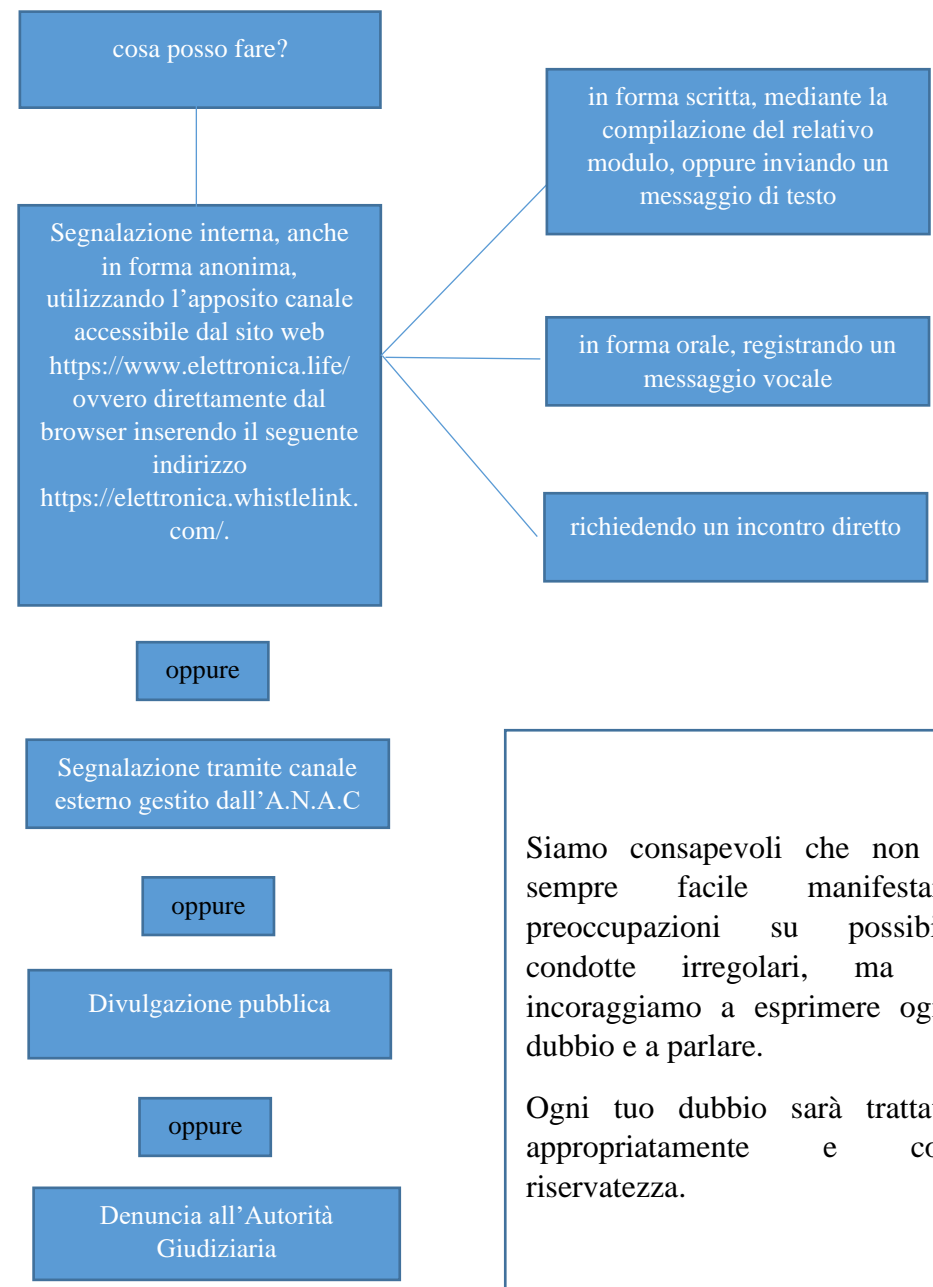 cosa posso fare?
Segnalazione interna, anche
in forma anonima,
utilizzando l’apposito canale
accessibile dal sito web
https://www.elettronica.life/
ovvero direttamente dal
browser inserendo il seguente
indirizzo
https://elettronica.whistlelink.
com/.
in forma scritta, mediante la
compilazione del relativo
modulo, oppure inviando un
messaggio di testo
in forma orale, registrando un
messaggio vocale
richiedendo un incontro diretto
oppure
Segnalazione tramite canale
esterno gestito dall’A.N.A.C
oppure
Divulgazione pubblica
oppure
Denuncia all’Autorità
Giudiziaria
Siamo consapevoli che non
sempre facile
preoccupazioni su
condotte irregolari, ma
incoraggiamo a esprimere
dubbio e a parlare.
Ogni tuo dubbio sarà
appropriatamente e
riservatezza.